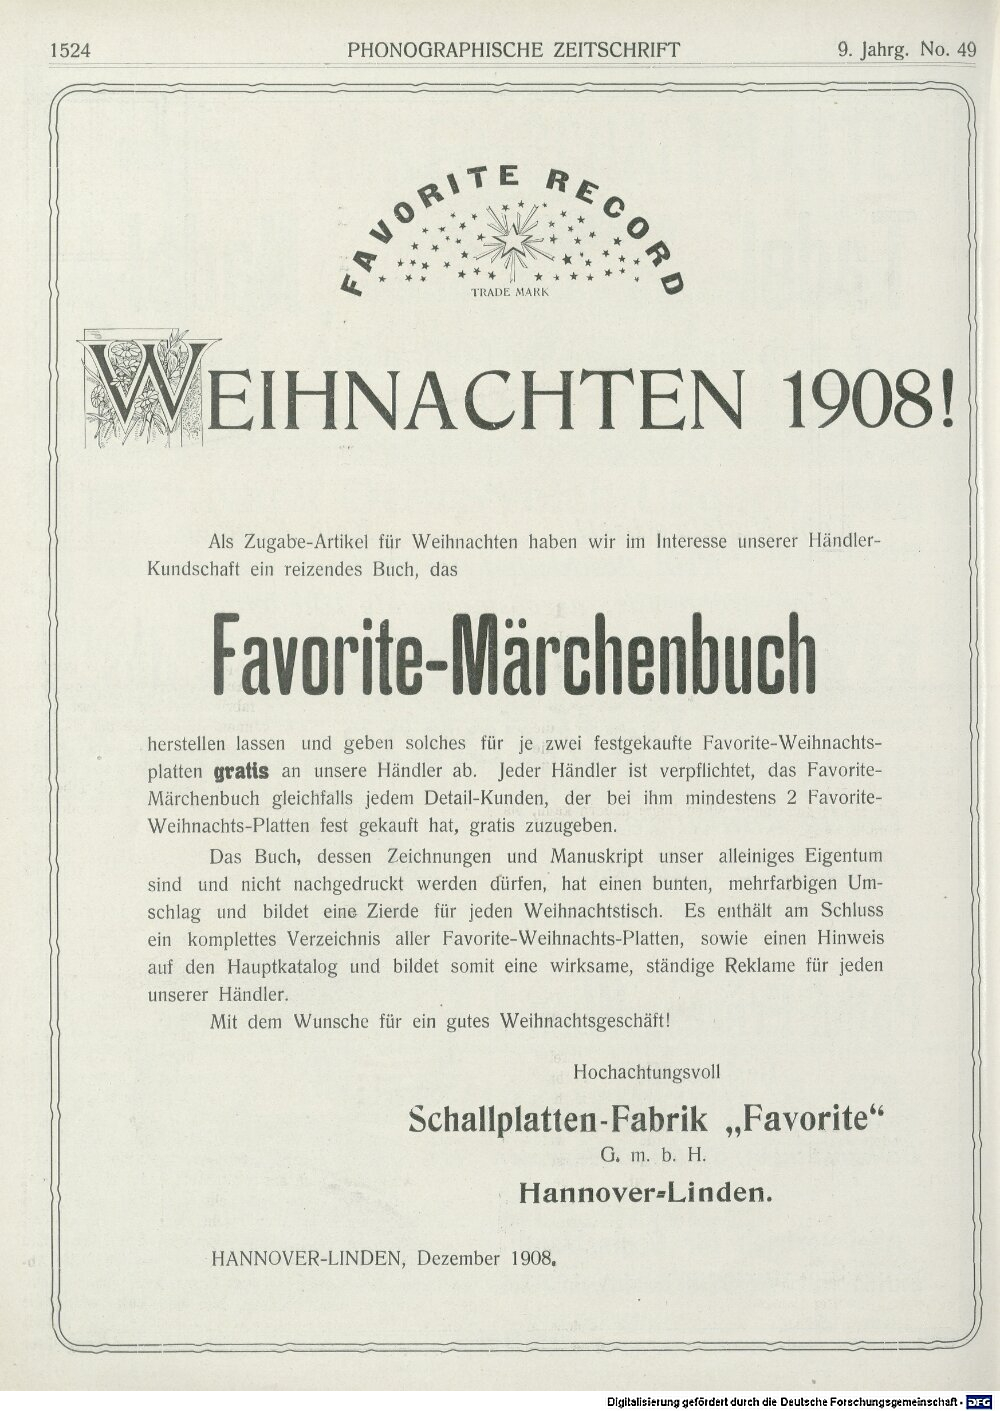 1524 PHONOGRAPHISCHE ZEITSCHRIFT 9. Jahrg. No. 49
FAVORITE RECORD
TRADE MARK
WEIHNACHTEN 1908!
Als Zugabe-Artikel für Weihnachten haben wir im Interesse unserer Händler-
Kundschaft ein reizendes Buch, das
Favorite-Märchenbuch
herstellen lassen und geben solches für je zwei festgekaufte Favorite-Weihnachts-
platten gratis an unsere Händler ab. Jeder Händler ist verpflichtet, das Favorite-
Märchenbuch gleichfalls jedem Detail-Kunden, der bei ihm mindestens 2 Favorite-
Weihnachts-Platten fest gekauft hat, gratis zuzugeben.
Das Buch, dessen Zeichnungen und Manuskript unser alleiniges Eigentum
sind und nicht nachgedruckt werden dürfen, hat einen bunten, mehrfarbigen Um-
schlag und bildet eine Zierde für jeden Weihnachtstisch. Es enthält am Schluss
ein komplettes Verzeichnis aller Favorite-Weihnachts-Platten, sowie einen Hinweis
auf den Hauptkatalog und bildet somit eine wirksame, ständige Reklame für jeden
unserer Händler.
Mit dem Wunsche für ein gutes Weihnachtsgeschäft!
Hochachtungsvoll
Schallplatten-Fabrik „Favorite“
G. m. b. H.
Hannover-Linden.
HANNOVER-LINDEN, Dezember 1908.
Digitalisierung gefördert durch die Deutsche Forschungsgemeinschaft - DFG